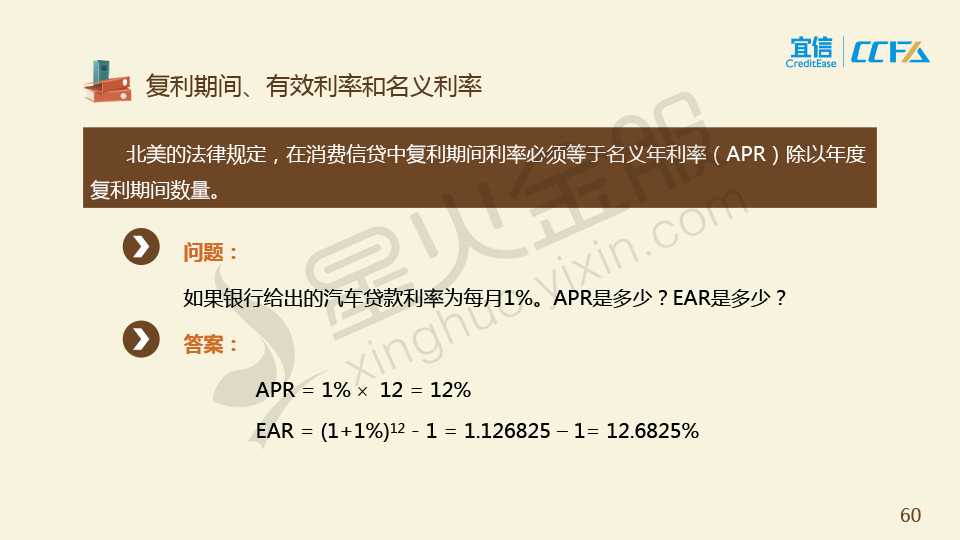 宜信
CreditEase
CCFA
复利期间、有效利率和名义利率
北美的法律规定，在消费信贷中复利期间利率必须等于名义年利率（APR）除以年度
复利期间数量。
问题：
如果银行给出的汽车贷款利率为每月1%。APR是多少？EAR是多少？
答案：
APR = 1% × 12 = 12%
EAR = (1+1%)¹² - 1 = 1.126825 – 1= 12.6825%
星火金服
xinghuo.yixin.com
60